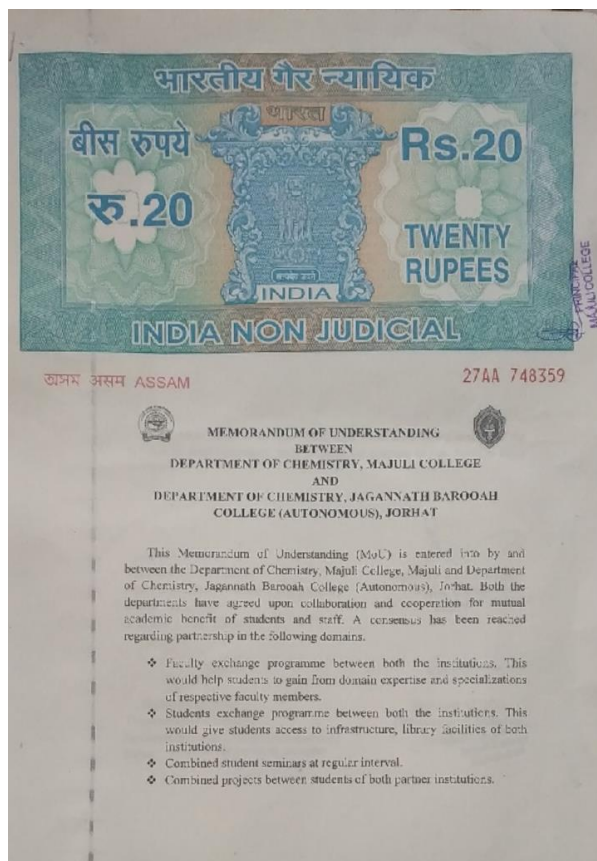 भारतीय गैर न्यायिक
भारत
बीस रुपये
Rs.20
रु.20
TWENTY
RUPEES
INDIA
INDIA NON JUDICIAL
PRINCIPAL
MAJULI COLLEGE
অসম असम ASSAM
27AA 748359
MEMORANDUM OF UNDERSTANDING
BETWEEN
DEPARTMENT OF CHEMISTRY, MAJULI COLLEGE
AND
DEPARTMENT OF CHEMISTRY, JAGANNATH BAROOAH
COLLEGE (AUTONOMOUS), JORHAT
This Memorandum of Understanding (MoU) is entered into by and
between the Department of Chemistry, Majuli College, Majuli and Department
of Chemistry, Jagannath Barooah College (Autonomous), Jorhat. Both the
departments have agreed upon collaboration and cooperation for mutual
academic benefit of students and staff. A consensus has been reached
regarding partnership in the following domains.
❖ Faculty exchange programme between both the institutions. This
would help students to gain from domain expertise and specializations
of respective faculty members.
❖ Students exchange programme between both the institutions. This
would give students access to infrastructure, library facilities of both
institutions.
❖ Combined student seminars at regular interval.
❖ Combined projects between students of both partner institutions.